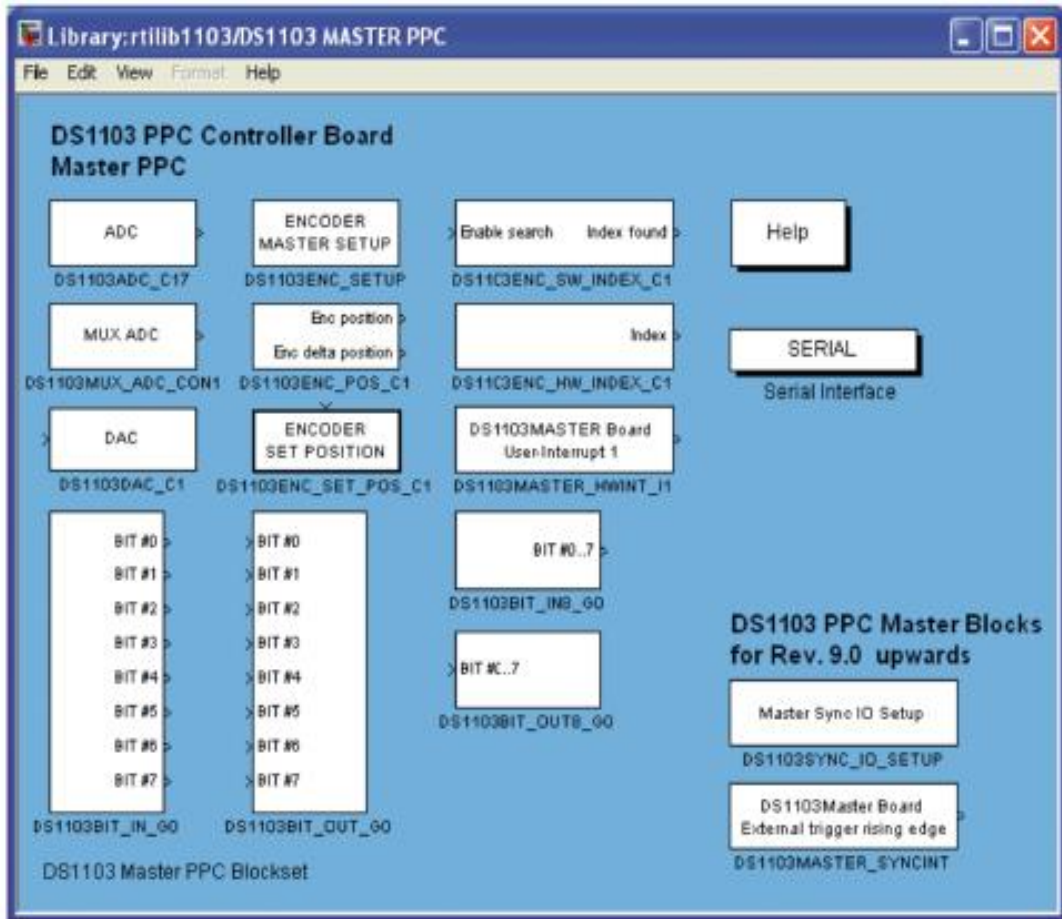 Library:rtilib1103/DS1103 MASTER PPC
File Edit View Format Help
DS1103 PPC Controller Board
Master PPC
ADC
DS1103ADC_C17
ENCODER
MASTER SETUP
DS1103ENC_SETUP
Enable search Index found
DS1103ENC_SW_INDEX_C1
Help
MUX ADC
DS1103MUX_ADC_CON1
Enc position
Enc delta position
DS1103ENC_POS_C1
Index
DS1103ENC_HW_INDEX_C1
SERIAL
Serial Interface
DAC
DS1103DAC_C1
ENCODER
SET POSITION
DS1103ENC_SET_POS_C1
DS1103MASTER Board
User-Interrupt 1
DS1103MASTER_HWINT_I1
BIT #0
BIT #1
BIT #2
BIT #3
BIT #4
BIT #5
BIT #6
BIT #7
DS1103BIT_IN_G0
BIT #0
BIT #1
BIT #2
BIT #3
BIT #4
BIT #5
BIT #6
BIT #7
DS1103BIT_OUT_G0
BIT #0..7
DS1103BIT_IN8_G0
BIT #0..7
DS1103BIT_OUT8_G0
DS1103 PPC Master Blocks
for Rev. 9.0 upwards
Master Sync IO Setup
DS1103SYNC_IO_SETUP
DS1103Master Board
External trigger rising edge
DS1103MASTER_SYNCINT
DS1103 Master PPC Blockset